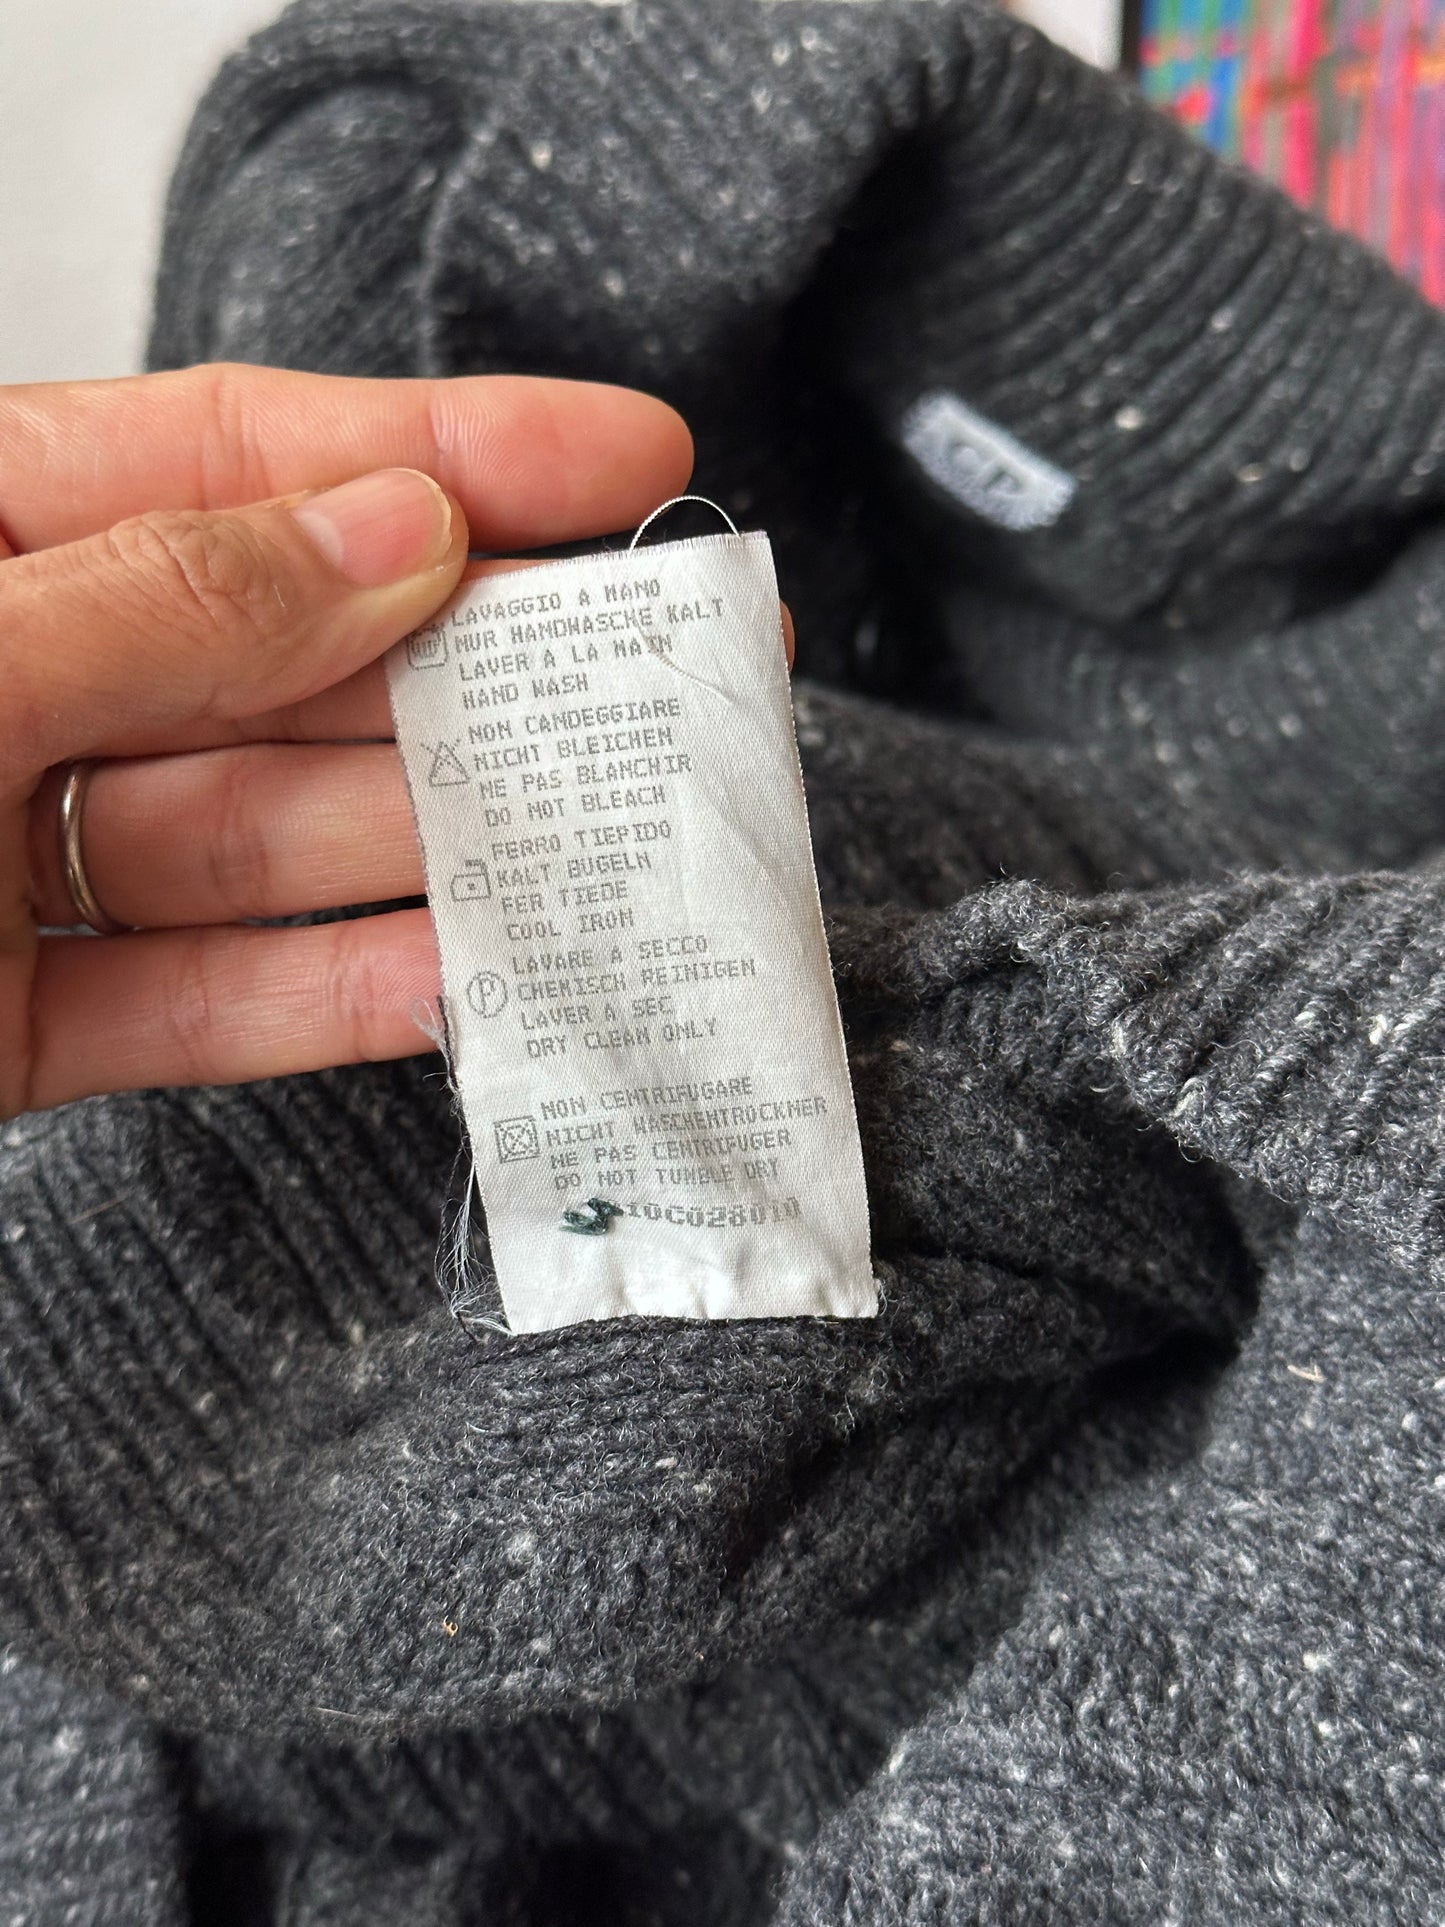 LAVAGGIO A MANO
NUR HANDWASCHE KALT
LAVER A LA MAIN
HAND WASH
NON CANDEGGIARE
NICHT BLEICHEN
NE PAS BLANCHIR
DO NOT BLEACH
FERRO TIEPIDO
KALT BUGELN
FER TIEDE
COOL IRON
LAVARE A SECCO
P CHEMISCH REINIGEN
LAVER A SEC
DRY CLEAN ONLY
NON CENTRIFUGARE
NICHT WASCHENTROCKNER
NE PAS CENTRIFUGER
DO NOT TUMBLE DRY